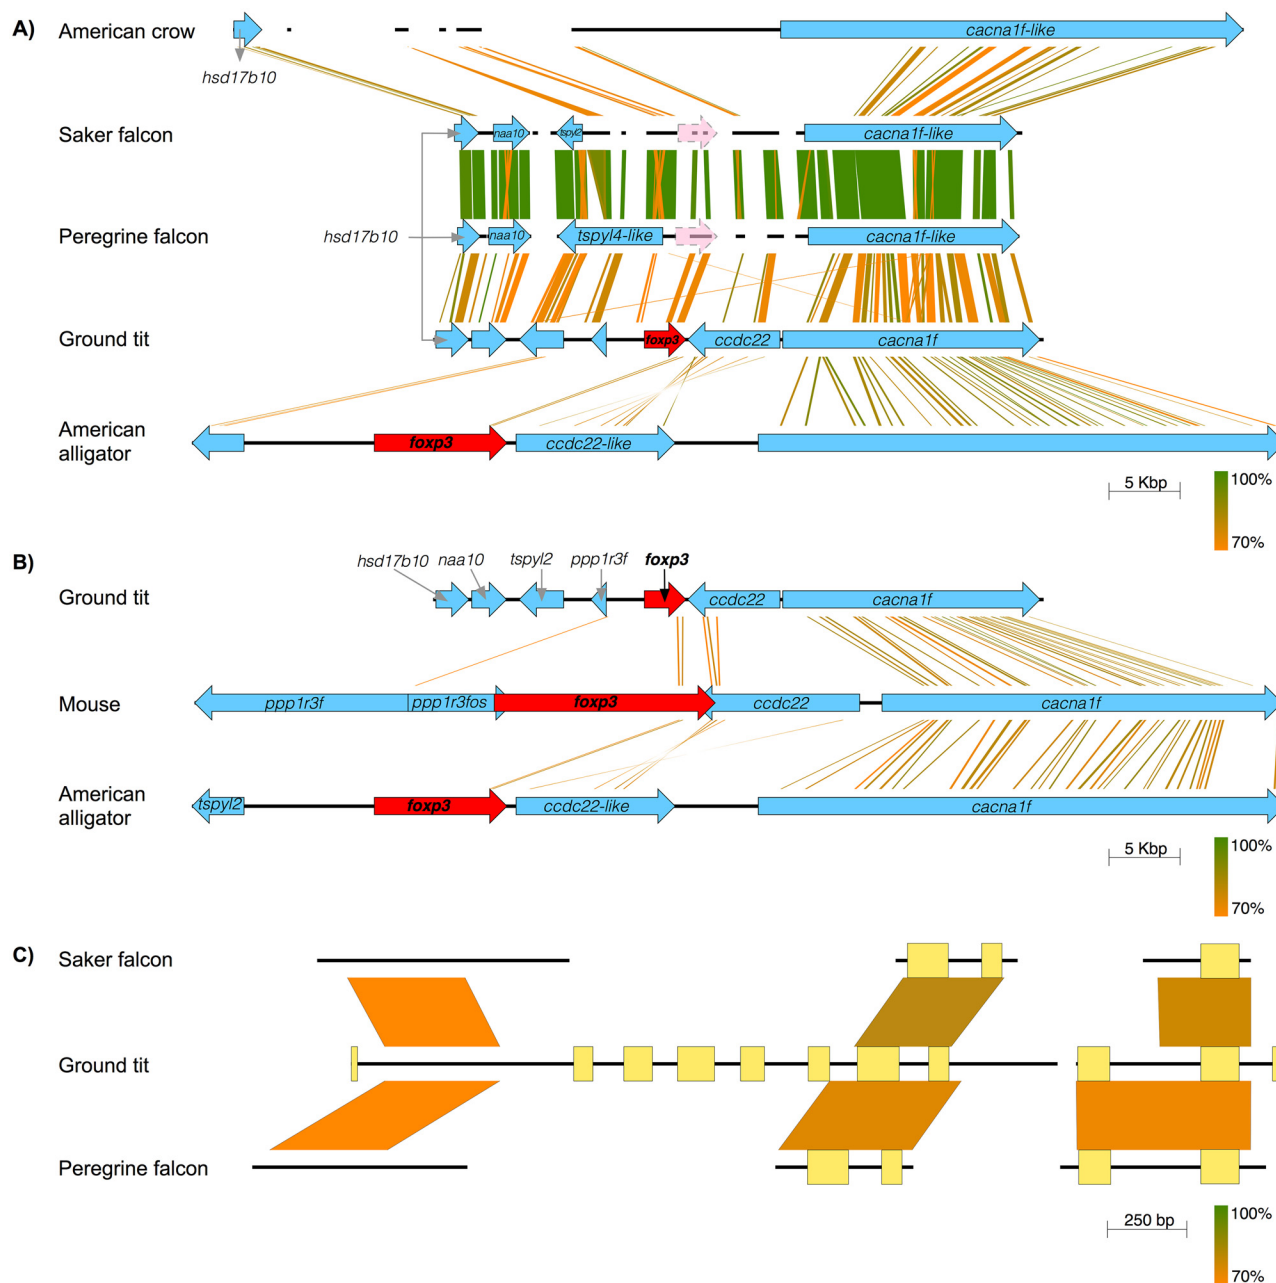 A)
American crow
cacna1f-like
hsd17b10
Saker falcon
naa10
tspyl2
cacna1f-like
Peregrine falcon
hsd17b10
naa10
tspyl4-like
cacna1f-like
Ground tit
foxp3
ccdc22
cacna1f
American
alligator
foxp3
ccdc22-like
5 Kbp
100%
70%
B)
hsd17b10 naa10 tspyl2 ppp1r3f foxp3
Ground tit
ccdc22
cacna1f
Mouse
ppp1r3f
ppp1r3fos
foxp3
ccdc22
cacna1f
American
alligator
tspyl2
foxp3
ccdc22-like
cacna1f
5 Kbp
100%
70%
C)
Saker falcon
Ground tit
Peregrine falcon
250 bp
100%
70%